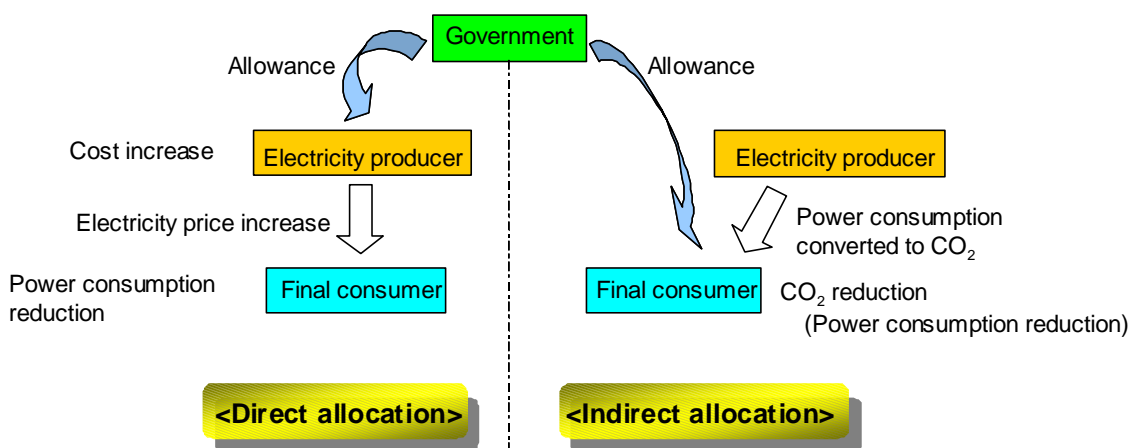 Government
Allowance
Allowance
Cost increase
Electricity producer
Electricity producer
Electricity price increase
Power consumption
converted to CO₂
Power consumption
reduction
Final consumer
Final consumer
CO₂ reduction
(Power consumption reduction)
<Direct allocation>
<Indirect allocation>